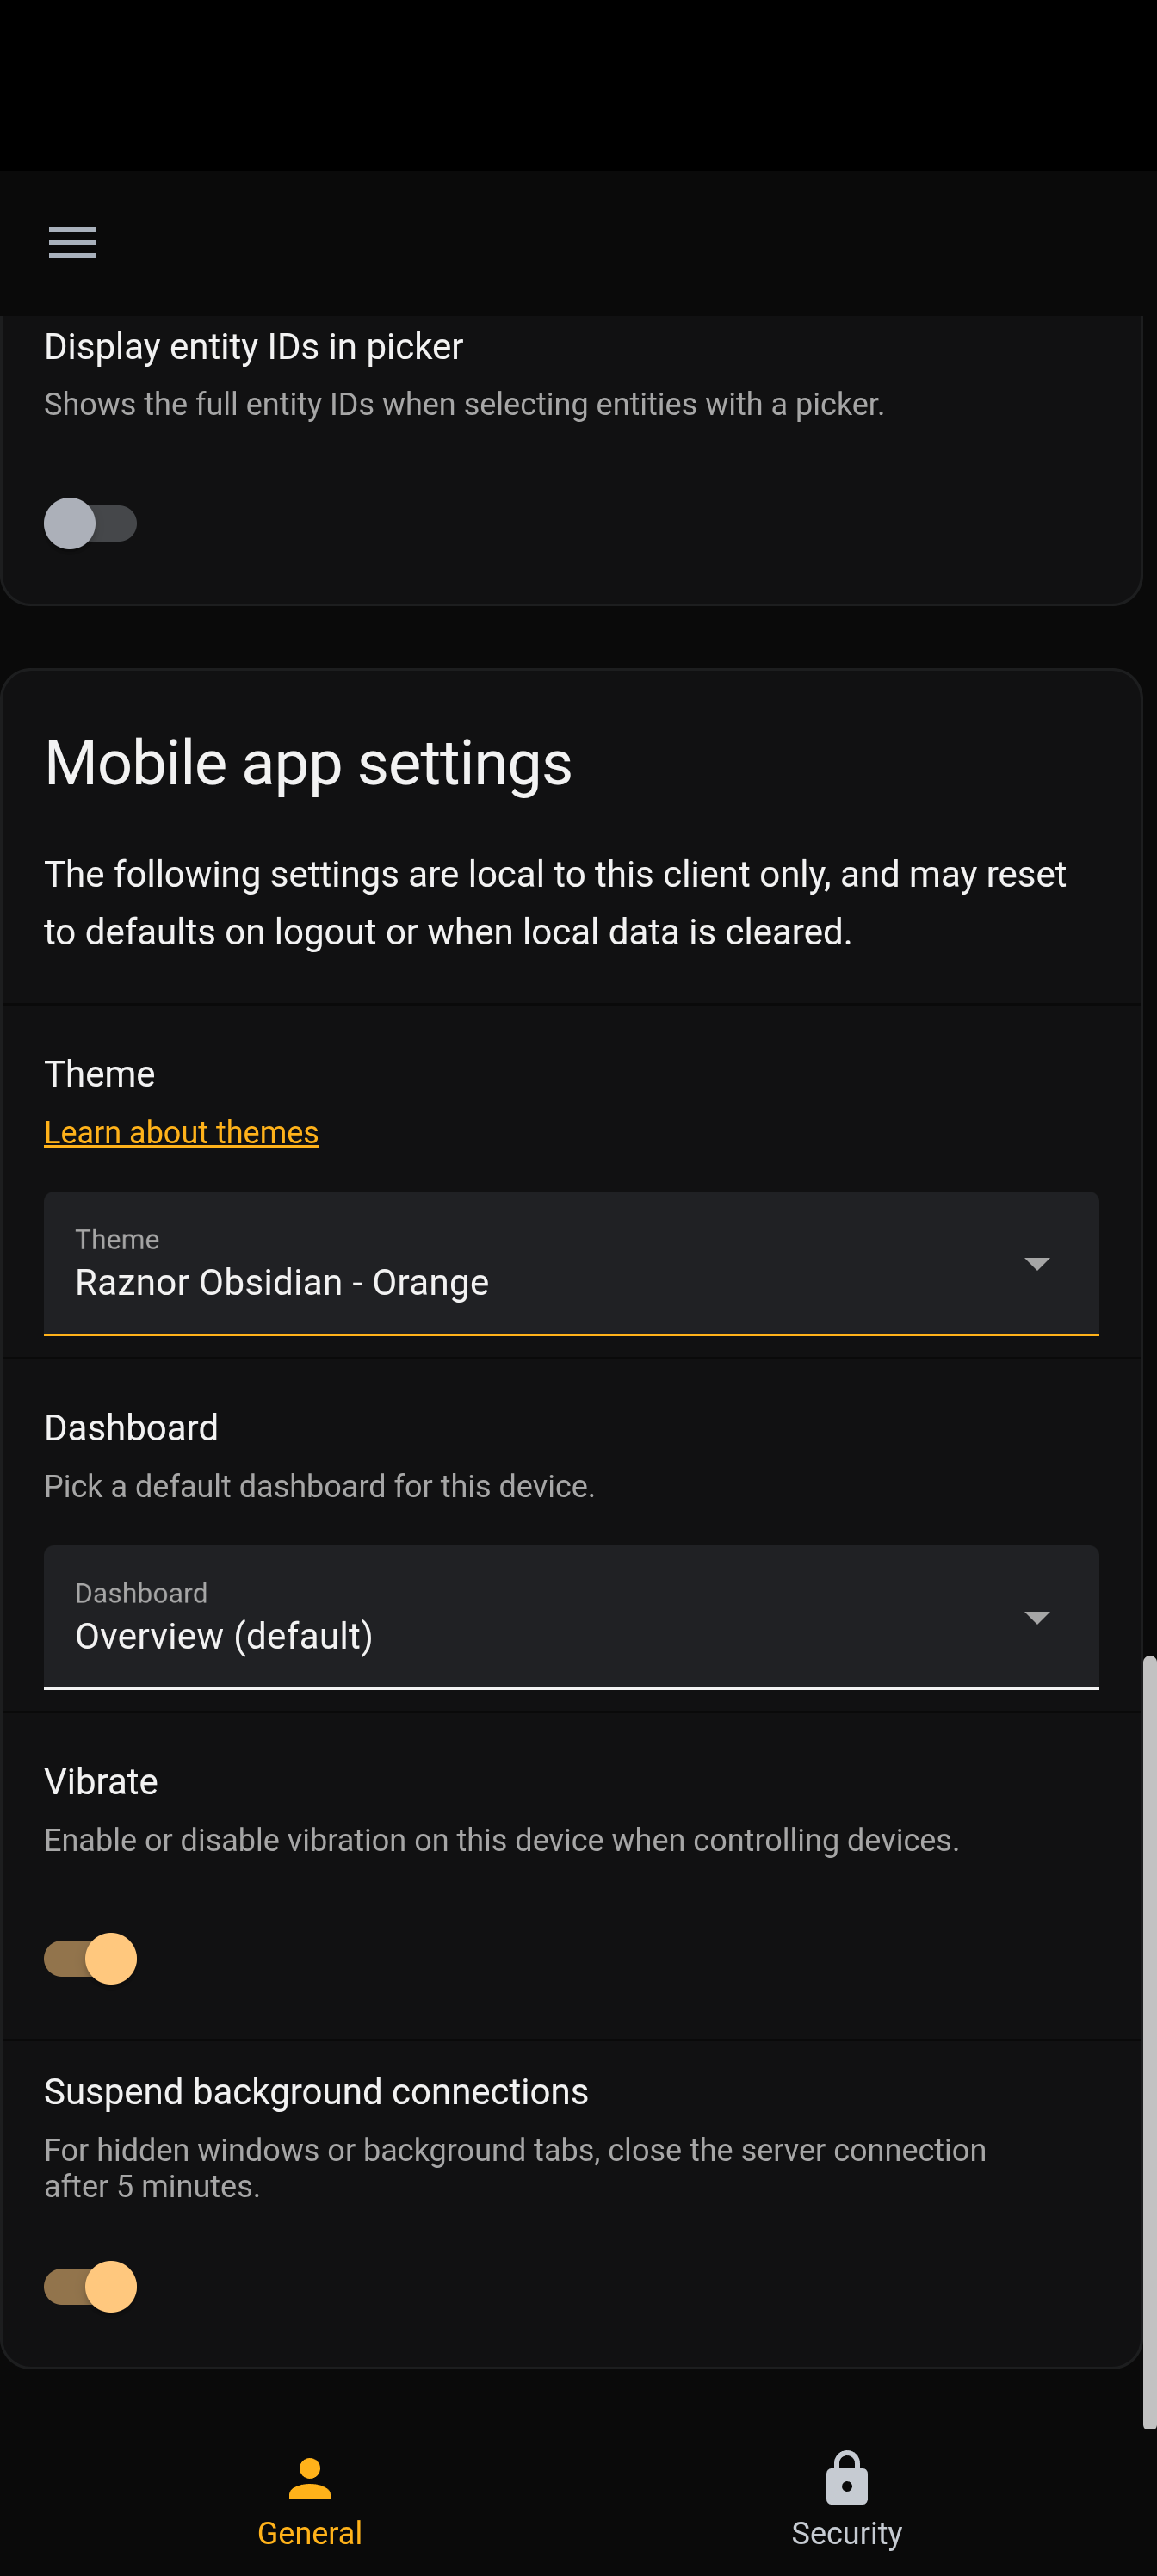 Display entity IDs in picker
Shows the full entity IDs when selecting entities with a picker.
Mobile app settings
The following settings are local to this client only, and may reset
to defaults on logout or when local data is cleared.
Theme
Learn about themes
Theme
Raznor Obsidian - Orange
Dashboard
Pick a default dashboard for this device.
Dashboard
Overview (default)
Vibrate
Enable or disable vibration on this device when controlling devices.
Suspend background connections
For hidden windows or background tabs, close the server connection
after 5 minutes.
General
Security